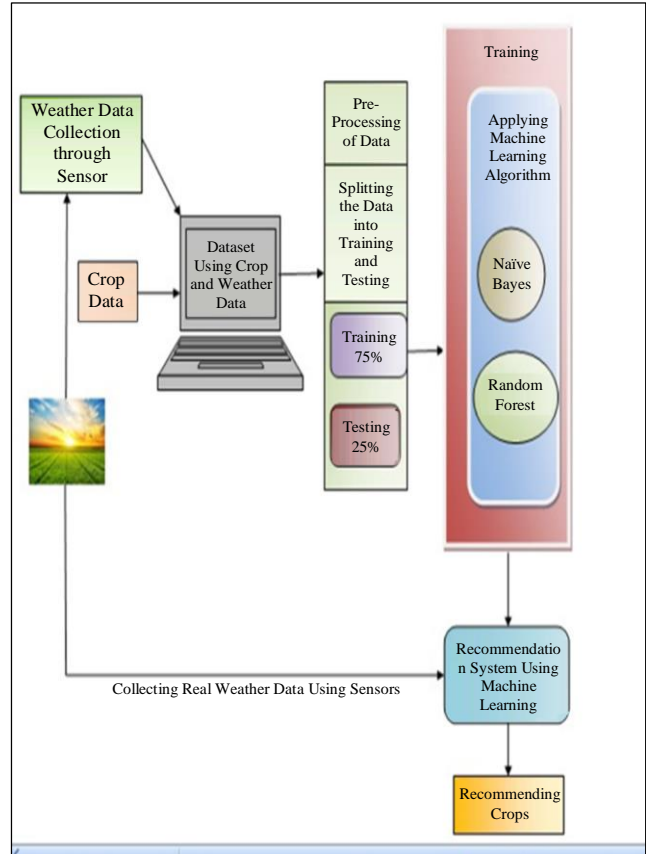 Weather Data
Collection
through
Sensor
Crop
Data
Dataset
Using Crop
and Weather
Data
Pre-
Processing
of Data
Splitting
the Data
into
Training
and
Testing
Training
75%
Testing
25%
Training
Applying
Machine
Learning
Algorithm
Naïve
Bayes
Random
Forest
Collecting Real Weather Data Using Sensors
Recommendatio
n System Using
Machine
Learning
Recommending
Crops